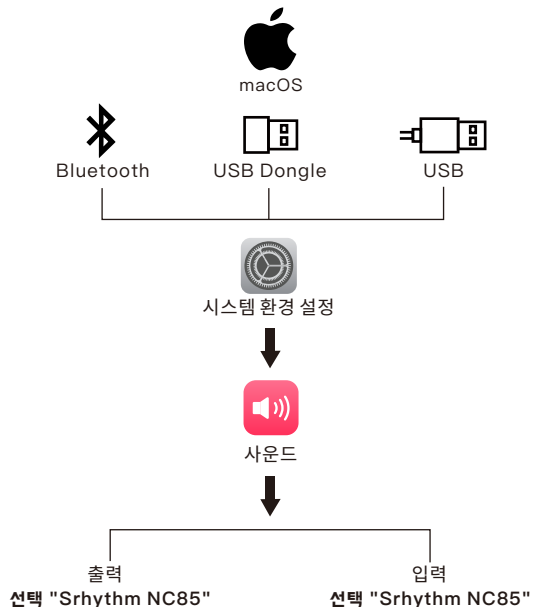 macOS
Bluetooth USB Dongle USB
시스템 환경 설정
사운드
출력 입력
선택 "Srhythm NC85" 선택 "Srhythm NC85"